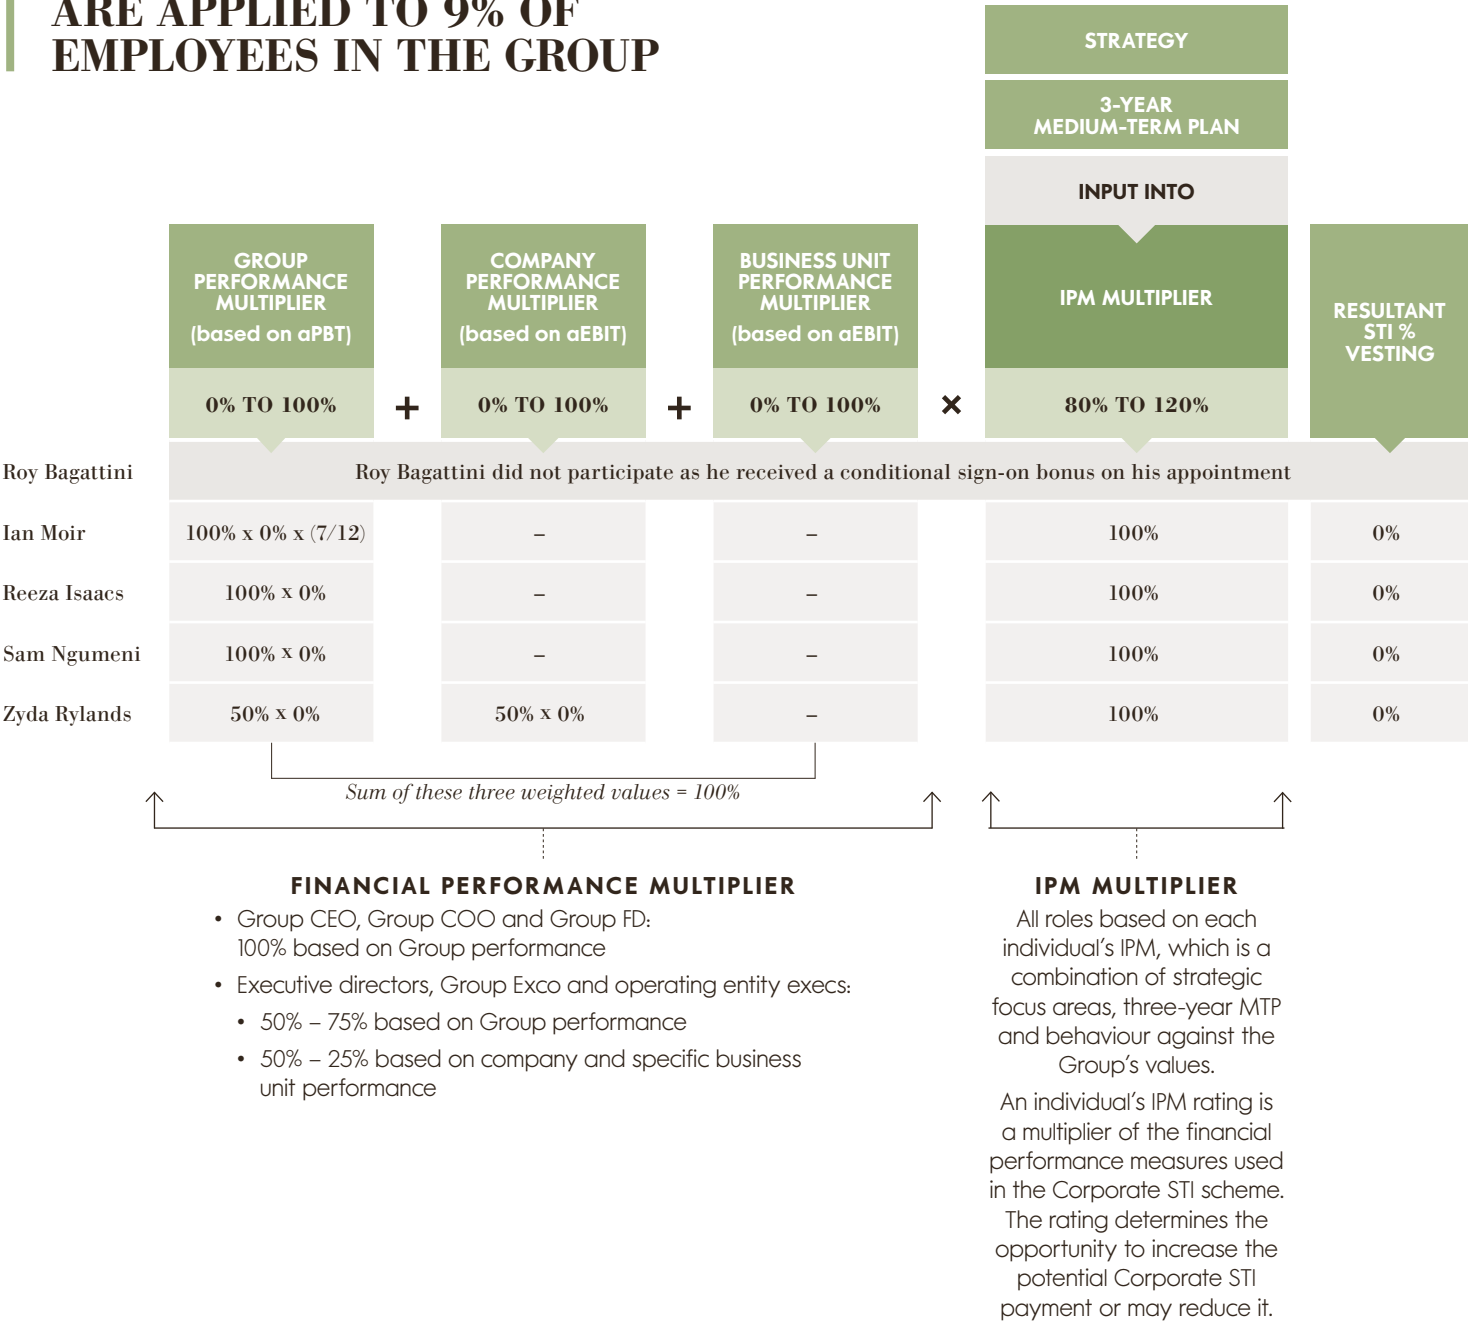 ARE APPLIED TO 9% OF
EMPLOYEES IN THE GROUP
STRATEGY
3-YEAR
MEDIUM-TERM PLAN
INPUT INTO
GROUP
PERFORMANCE
MULTIPLIER
(based on aPBT)
COMPANY
PERFORMANCE
MULTIPLIER
(based on aEBIT)
BUSINESS UNIT
PERFORMANCE
MULTIPLIER
(based on aEBIT)
IPM MULTIPLIER
RESULTANT
STI %
VESTING
0% TO 100% + 0% TO 100% + 0% TO 100% × 80% TO 120%
Roy Bagattini Roy Bagattini did not participate as he received a conditional sign-on bonus on his appointment
Ian Moir 100% x 0% x (7/12) – – 100% 0%
Reeza Isaacs 100% x 0% – – 100% 0%
Sam Ngumeni 100% x 0% – – 100% 0%
Zyda Rylands 50% x 0% 50% x 0% – 100% 0%
Sum of these three weighted values = 100%
FINANCIAL PERFORMANCE MULTIPLIER
• Group CEO, Group COO and Group FD:
100% based on Group performance
• Executive directors, Group Exco and operating entity execs:
• 50% – 75% based on Group performance
• 50% – 25% based on company and specific business
unit performance
IPM MULTIPLIER
All roles based on each
individual's IPM, which is a
combination of strategic
focus areas, three-year MTP
and behaviour against the
Group's values.
An individual's IPM rating is
a multiplier of the financial
performance measures used
in the Corporate STI scheme.
The rating determines the
opportunity to increase the
potential Corporate STI
payment or may reduce it.